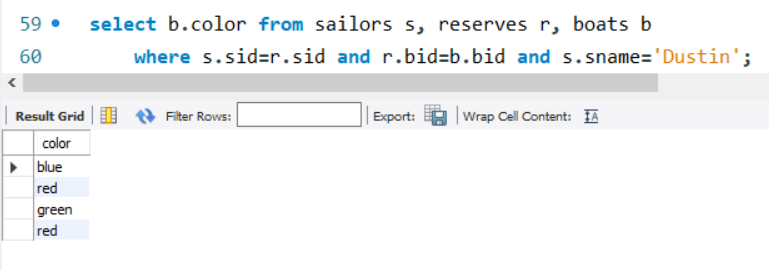 59 select b.color from sailors s, reserves r, boats b
60 where s.sid=r.sid and r.bid=b.bid and s.sname='Dustin';
Result Grid Filter Rows: Export: Wrap Cell Content: IA
color
blue
red
green
red